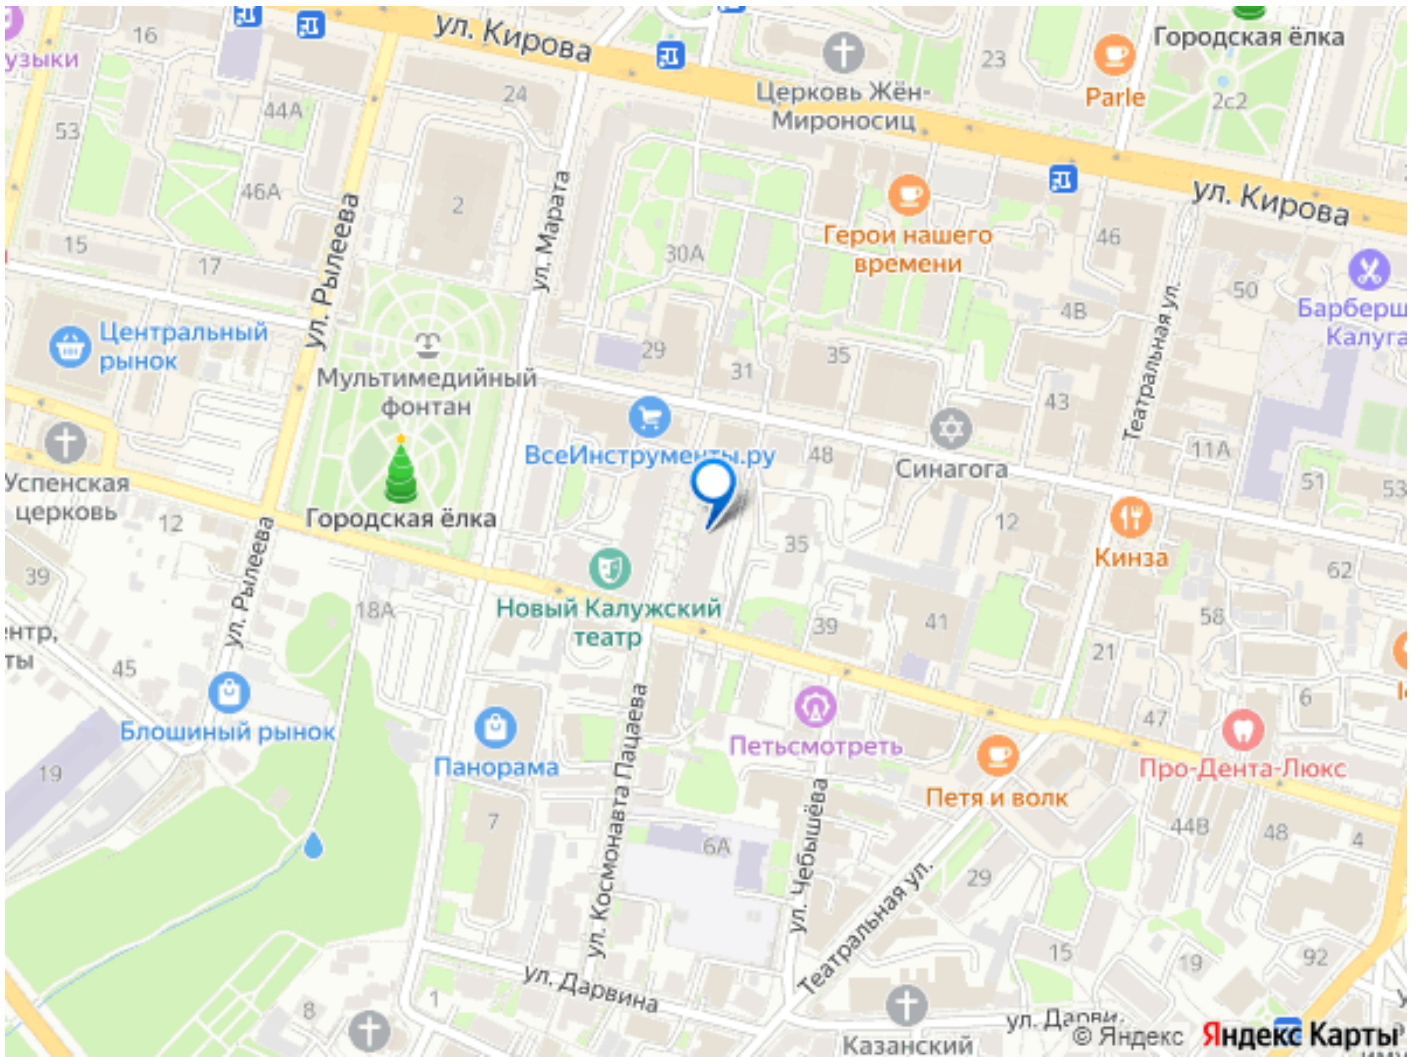 ул. Кирова
Городская ёлка
16
узыки
23
Parle
24
Церковь Жён-
Мироносиц
2с2
44А
53
46А
2
ул. Марата
ул. Рылеева
ул. Кирова
Герои нашего
времени
46
15
17
30А
50
4В
Барберш
Калуга
Центральный
рынок
Мультимедийный
фонтан
29
31
35
43
Театральная ул.
ВсеИнструменты.ру
48
Синагога
11А
51
53
Успенская
церковь
12
Городская ёлка
12
35
Кинза
62
39
ул. Рылеева
18А
Новый Калужский
театр
39
41
58
21
нтр,
ты
45
6
47
Блошиный рынок
Панорама
Петьсмотреть
Петя и волк
Про-Дента-Люкс
19
7
6А
44В
48
4
ул. Космонавта Пацаева
ул. Чебышёва
Театральная ул.
29
15
19
92
ул. Дарвина
8
1
Казанский
ул. Дарви
© Яндекс
Яндекс Карты